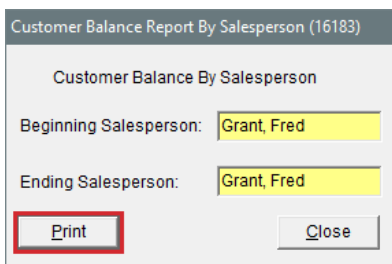 Customer Balance Report By Salesperson (16183)
Customer Balance By Salesperson
Beginning Salesperson: Grant, Fred
Ending Salesperson: Grant, Fred
Print Close